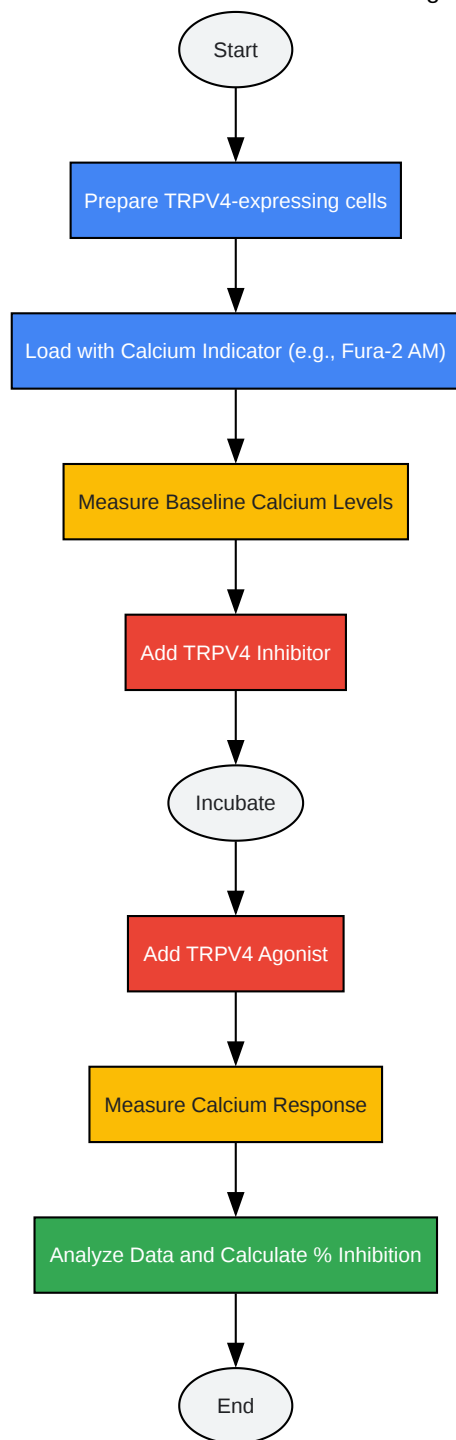 Start
Prepare TRPV4-expressing cells
Load with Calcium Indicator (e.g., Fura-2 AM)
Measure Baseline Calcium Levels
Add TRPV4 Inhibitor
Incubate
Add TRPV4 Agonist
Measure Calcium Response
Analyze Data and Calculate % Inhibition
End